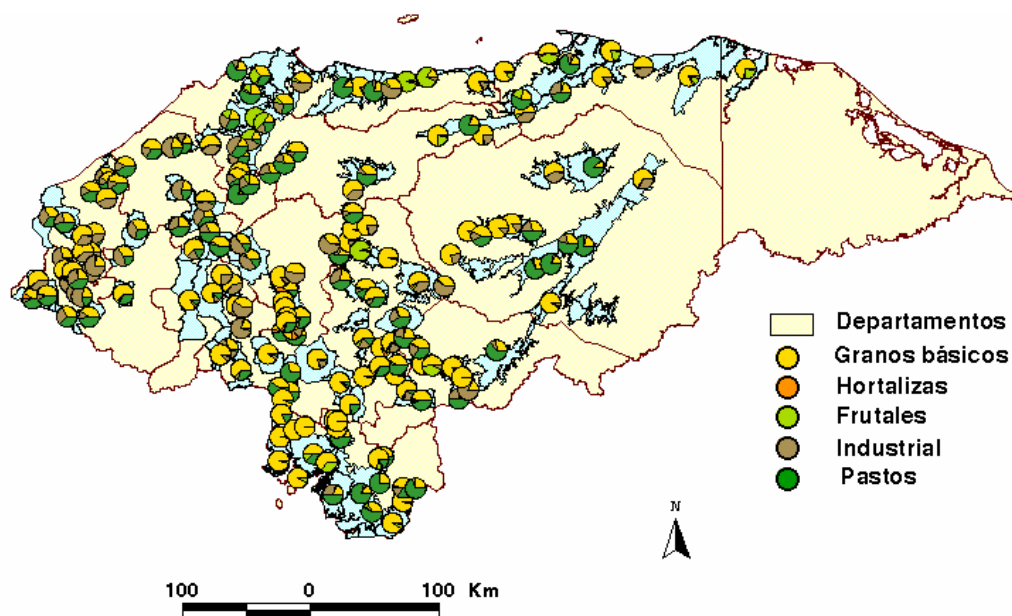 Departamentos
Granos básicos
Hortalizas
Frutales
Industrial
Pastos
N
100 0 100 Km